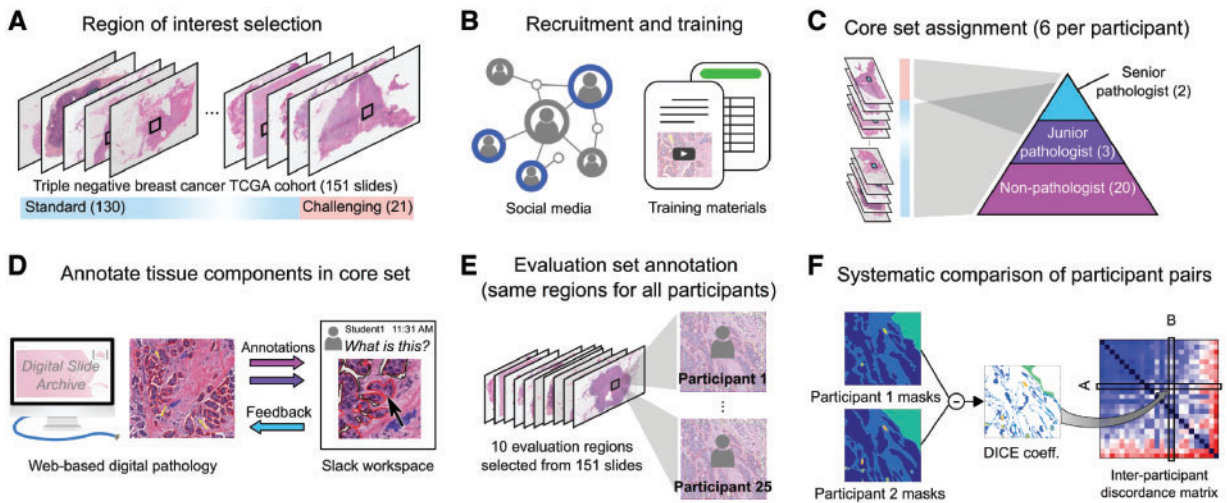 A
Region of interest selection
...
Triple negative breast cancer TCGA cohort (151 slides)
Standard (130)
Challenging (21)
B
Recruitment and training
Social media
Training materials
C
Core set assignment (6 per participant)
Senior
pathologist (2)
Junior
pathologist (3)
Non-pathologist (20)
D
Annotate tissue components in core set
Digital Slide
Archive
Annotations
Feedback
Student1 11:31 AM
What is this?
Web-based digital pathology
Slack workspace
E
Evaluation set annotation
(same regions for all participants)
Participant 1
Participant 25
10 evaluation regions
selected from 151 slides
F
Systematic comparison of participant pairs
Participant 1 masks
Participant 2 masks
DICE coeff.
A
B
Inter-participant
discordance matrix